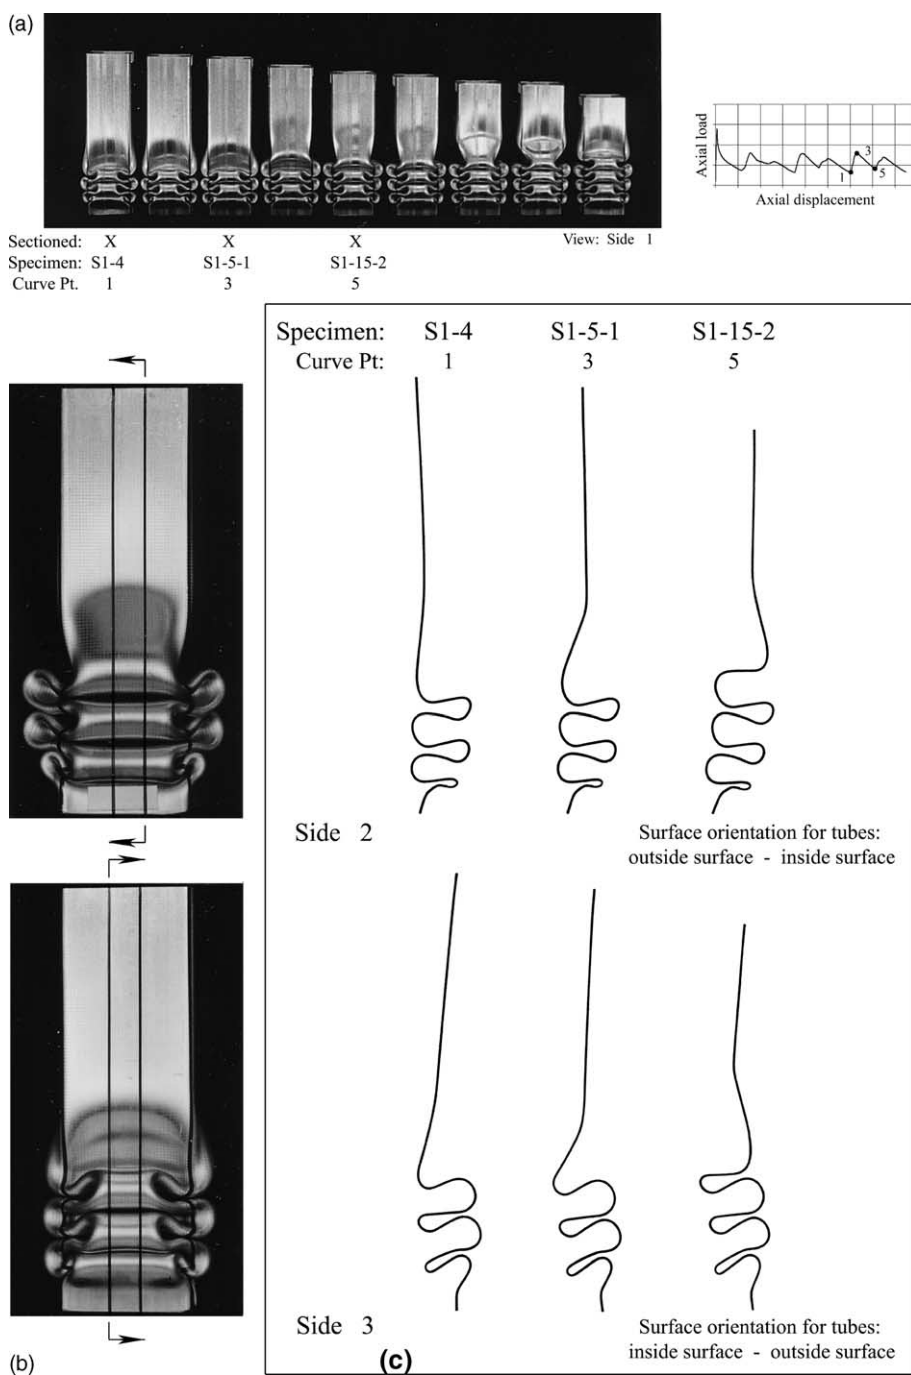 (a)
Axial load
3
1
5
Axial displacement
Sectioned: X X X View: Side 1
Specimen: S1-4 S1-5-1 S1-15-2
Curve Pt. 1 3 5
Specimen: S1-4 S1-5-1 S1-15-2
Curve Pt: 1 3 5
Side 2
Surface orientation for tubes:
outside surface - inside surface
Side 3
Surface orientation for tubes:
inside surface - outside surface
(b)
(c)